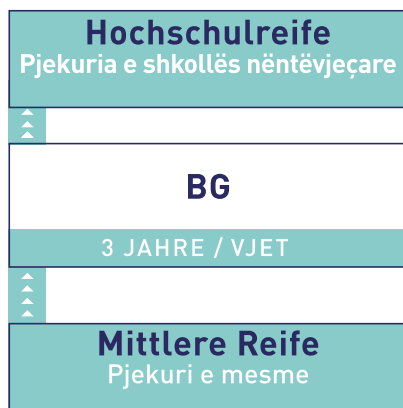 Hochschulreife
Pjekuria e shkollës nëntëvjeçare
BG
3 JAHRE / VJET
Mittlere Reife
Pjekuri e mesme